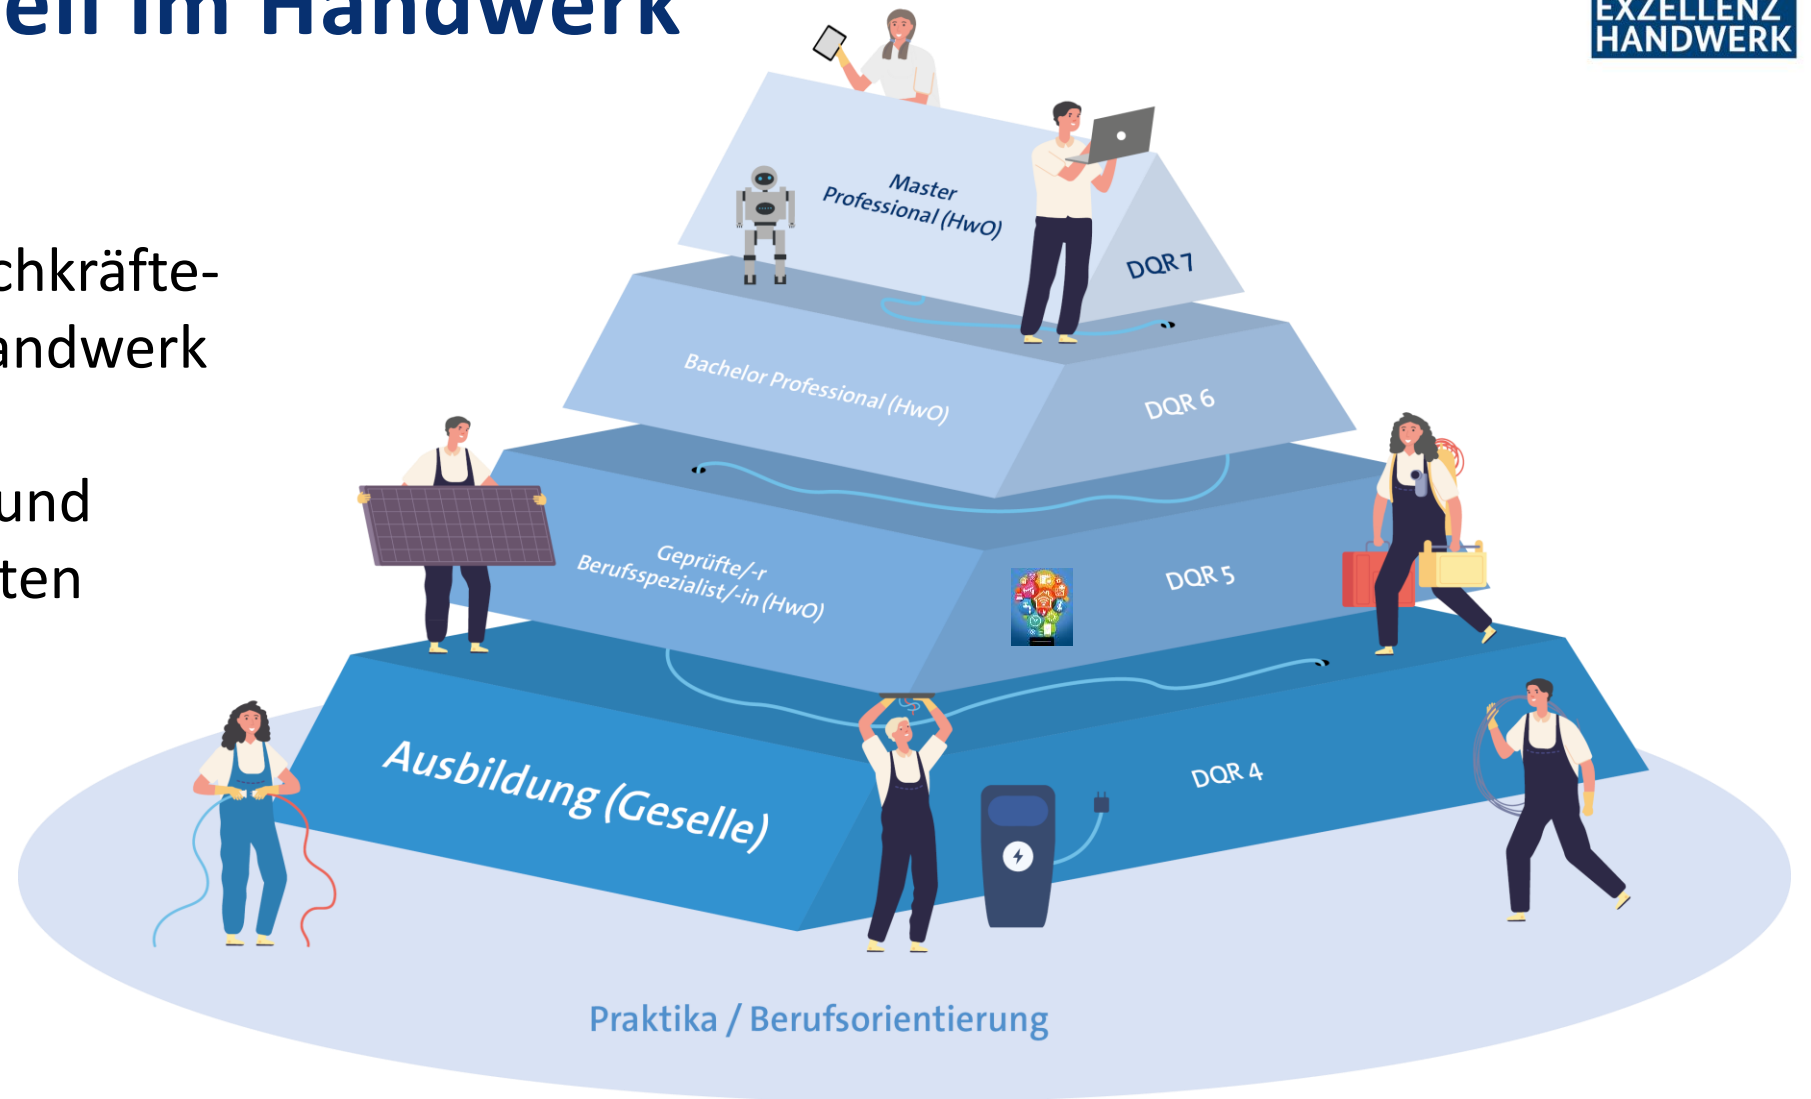 ell im Handwerk
EXZELLENZ
HANDWERK
chkräfte-
andwerk
und
ten
Master
Professional (HwO)
DQR 7
Bachelor Professional (HwO)
DQR 6
Geprüfte/-r
Berufsspezialist/-in (HwO)
DQR 5
Ausbildung (Geselle)
DQR 4
Praktika / Berufsorientierung